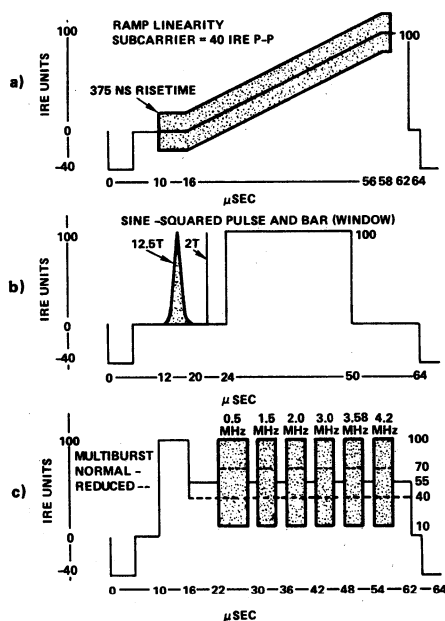 RAMP LINEARITY
SUBCARRIER = 40 IRE P-P
100
100
375 NS RISETIME
a)
IRE UNITS
0
-40
0 10 16 56 58 62 64
µSEC
SINE -SQUARED PULSE AND BAR (WINDOW)
100
12.5T
2T
100
b)
IRE UNITS
0
-40
0 12 20 24 50 64
µSEC
0.5 MHz
1.5 MHz
2.0 MHz
3.0 MHz
3.58 MHz
4.2 MHz
100
100
MULTIBURST
NORMAL –
REDUCED --
70
55
40
10
c)
IRE UNITS
0
-40
0 10 16 22 30 36 42 48 54 62 64
µSEC